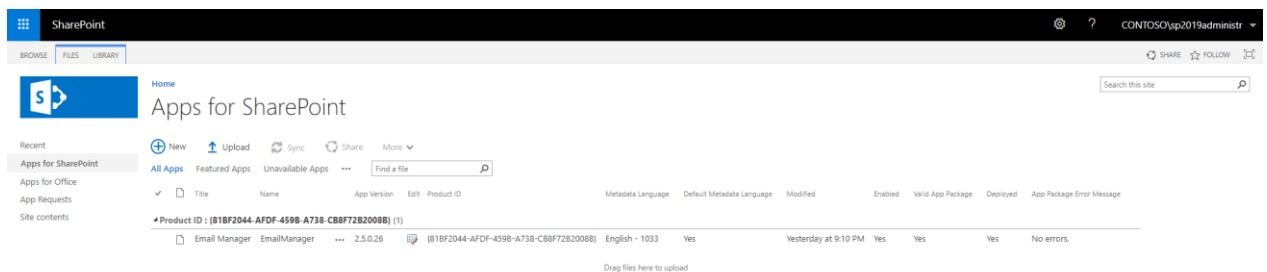 SharePoint
? CONTOSO\sp2019administr
BROWSE FILES LIBRARY
SHARE FOLLOW
S
Home
Apps for SharePoint
Search this site
Recent
Apps for SharePoint
Apps for Office
App Requests
Site contents
New Upload Sync Share More
All Apps Featured Apps Unavailable Apps ••• Find a file
Title Name App Version Edit Product ID Metadata Language Default Metadata Language Modified Enabled Valid App Package Deployed App Package Error Message
Product ID : {81BF2044-AFDF-459B-A738-CB8F72B2008B} (1)
Email Manager EmailManager ••• 2.5.0.26 {81BF2044-AFDF-459B-A738-CB8F72B2008B} English - 1033 Yes Yesterday at 9:10 PM Yes Yes Yes No errors.
Drag files here to upload